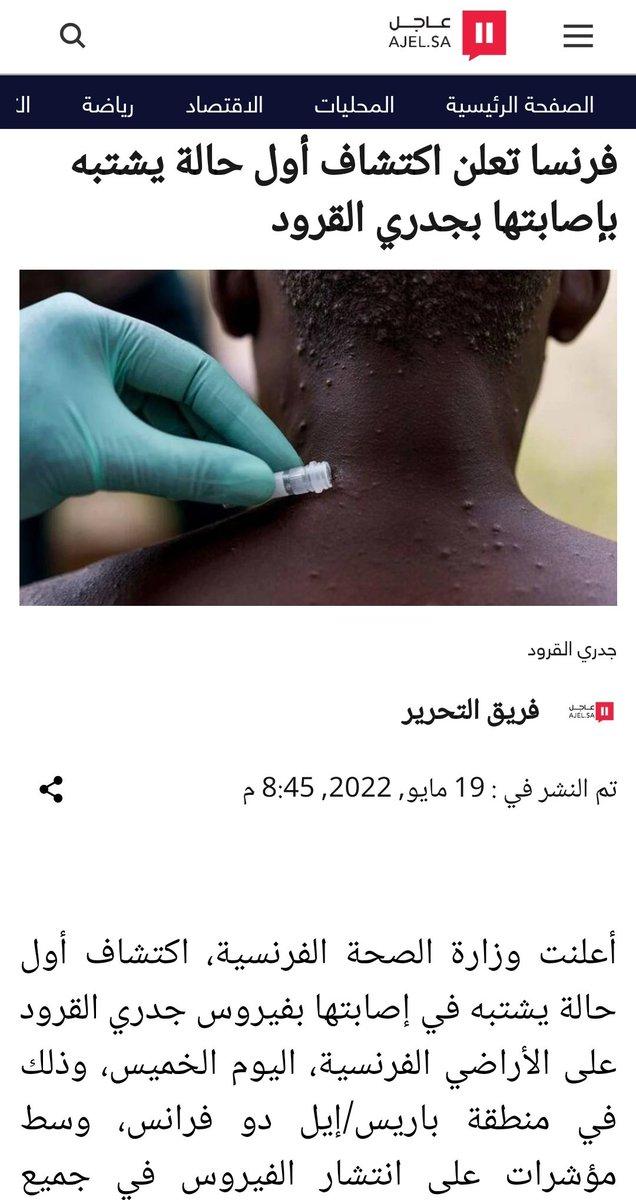 عاجل
AJEL.SA
الصفحة الرئيسية المحليات الاقتصاد رياضة
فرنسا تعلن اكتشاف أول حالة يشتبه
بإصابتها بجدري القرود
جدري القرود
عاجل
AJEL.SA
فريق التحرير
تم النشر في : 19 مايو, 2022, 8:45 م
أعلنت وزارة الصحة الفرنسية، اكتشاف أول
حالة يشتبه في إصابتها بفيروس جدري القرود
على الأراضي الفرنسية، اليوم الخميس، وذلك
في منطقة باريس/إيل دو فرانس، وسط
مؤشرات على انتشار الفيروس في جميع